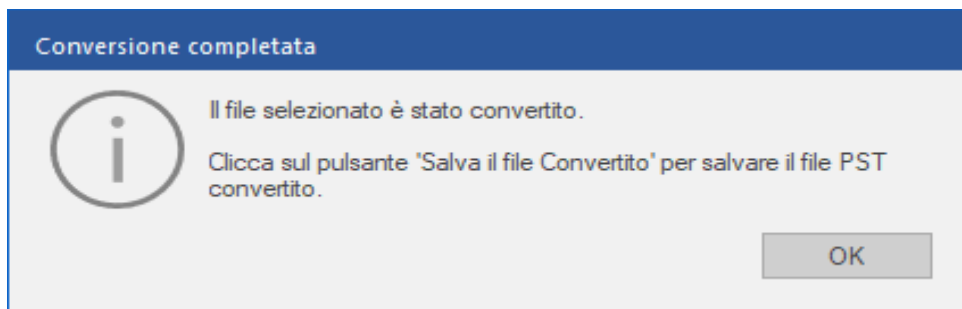 Conversione completata
Il file selezionato è stato convertito.
Clicca sul pulsante 'Salva il file Convertito' per salvare il file PST
convertito.
OK